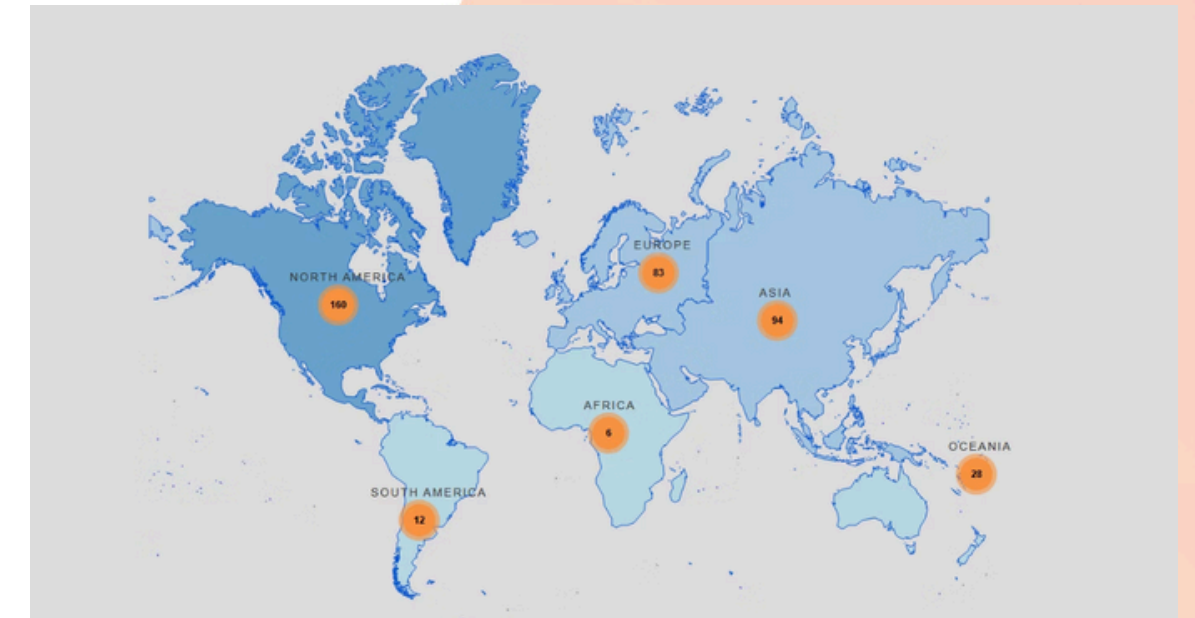 EUROPE
83
NORTH AMERICA
160
ASIA
94
AFRICA
6
OCEANIA
28
SOUTH AMERICA
12